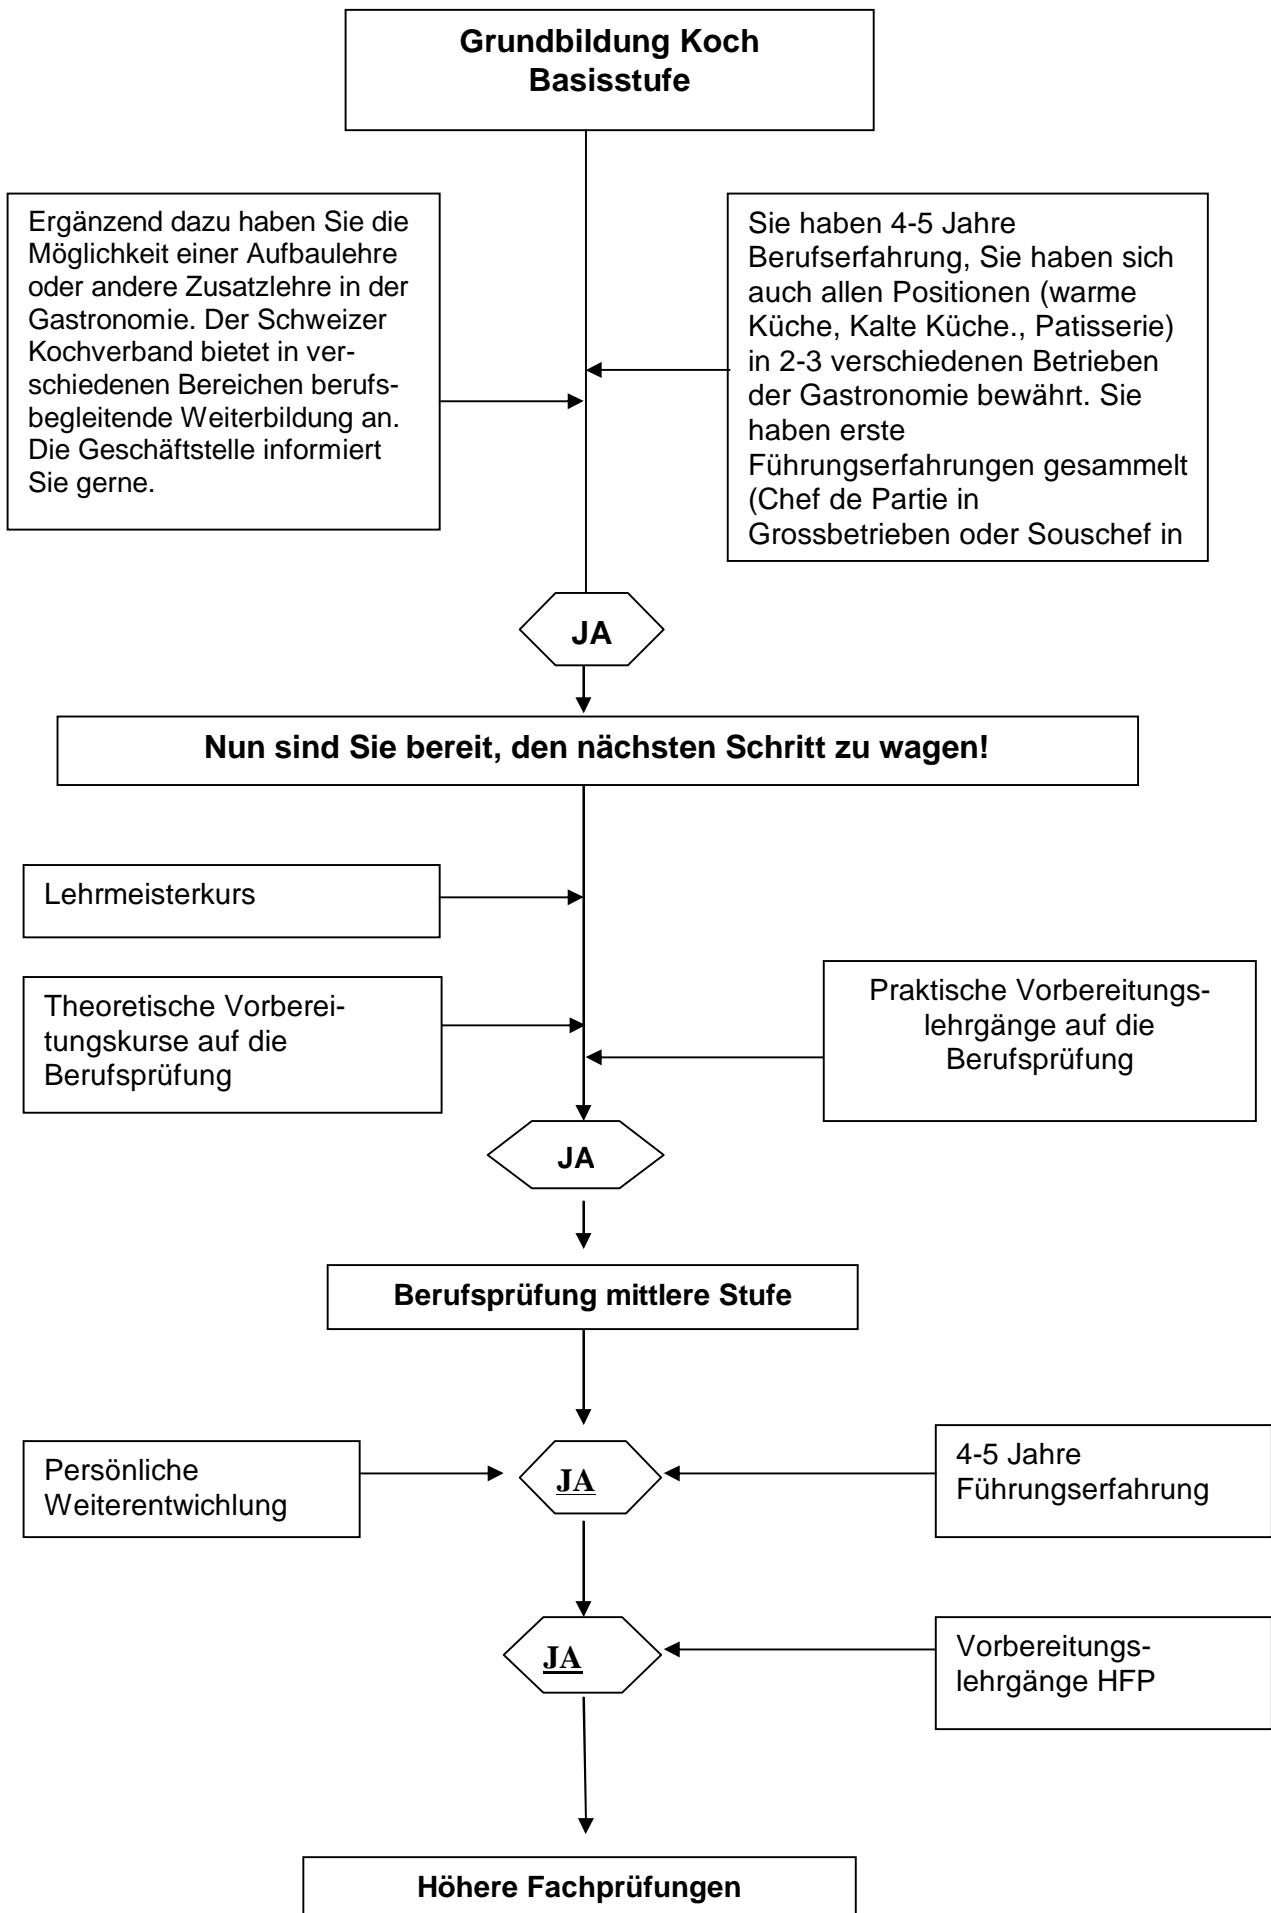 Grundbildung Koch
Basisstufe
Ergänzend dazu haben Sie die
Möglichkeit einer Aufbaulehre
oder andere Zusatzlehre in der
Gastronomie. Der Schweizer
Kochverband bietet in ver-
schiedenen Bereichen berufs-
begleitende Weiterbildung an.
Die Geschäftstelle informiert
Sie gerne.
Sie haben 4-5 Jahre
Berufserfahrung, Sie haben sich
auch allen Positionen (warme
Küche, Kalte Küche., Patisserie)
in 2-3 verschiedenen Betrieben
der Gastronomie bewährt. Sie
haben erste
Führungserfahrungen gesammelt
(Chef de Partie in
Grossbetrieben oder Souschef in
JA
Nun sind Sie bereit, den nächsten Schritt zu wagen!
Lehrmeisterkurs
Theoretische Vorberei-
tungskurse auf die
Berufsprüfung
Praktische Vorbereitungs-
lehrgänge auf die
Berufsprüfung
JA
Berufsprüfung mittlere Stufe
Persönliche
Weiterentwichlung
JA
4-5 Jahre
Führungserfahrung
JA
Vorbereitungs-
lehrgänge HFP
Höhere Fachprüfungen